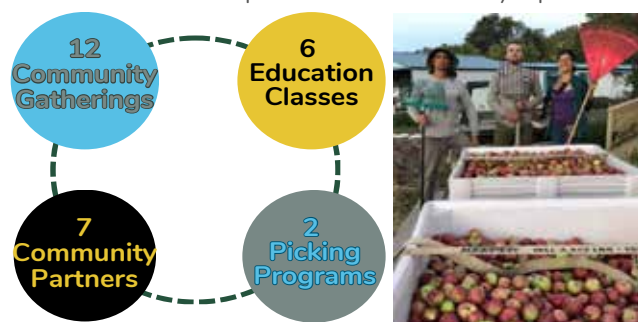 12
Community
Gatherings
6
Education
Classes
7
Community
Partners
2
Picking
Programs